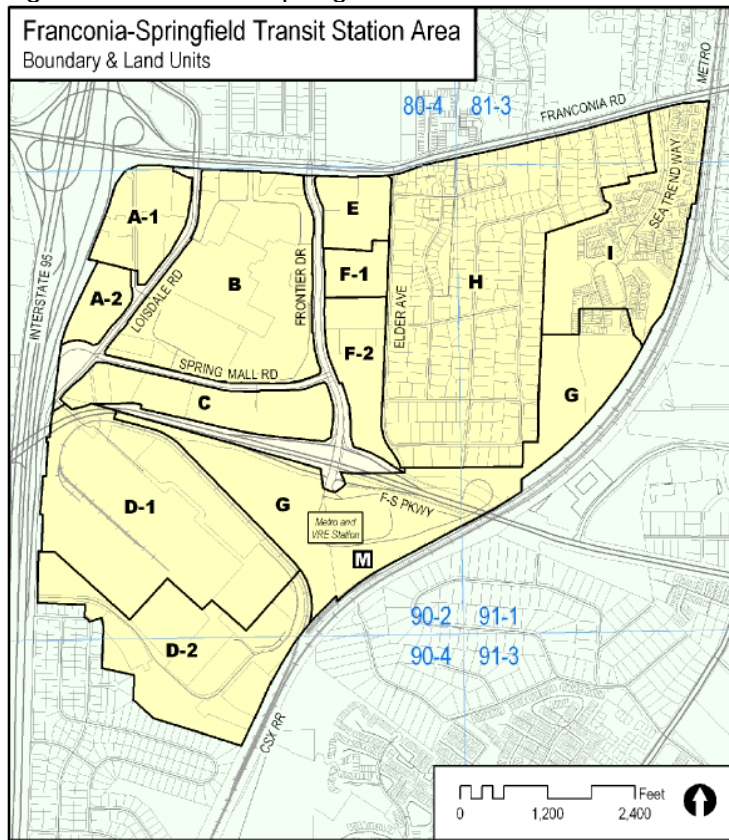 Franconia-Springfield Transit Station Area
Boundary & Land Units
METRO
80-4 81-3
FRANCONIA RD
SEA TREND WAY
A-1
E
I
H
B
F-1
A-2
LOISDALE RD
FRONTIER DR
ELDER AVE
INTERSTATE 95
F-2
SPRING MALL RD
C
G
D-1
G
F-S PKWY
Metro and
VRE Station
M
90-2 91-1
90-4 91-3
D-2
CSX RR
Feet
0 1,200 2,400